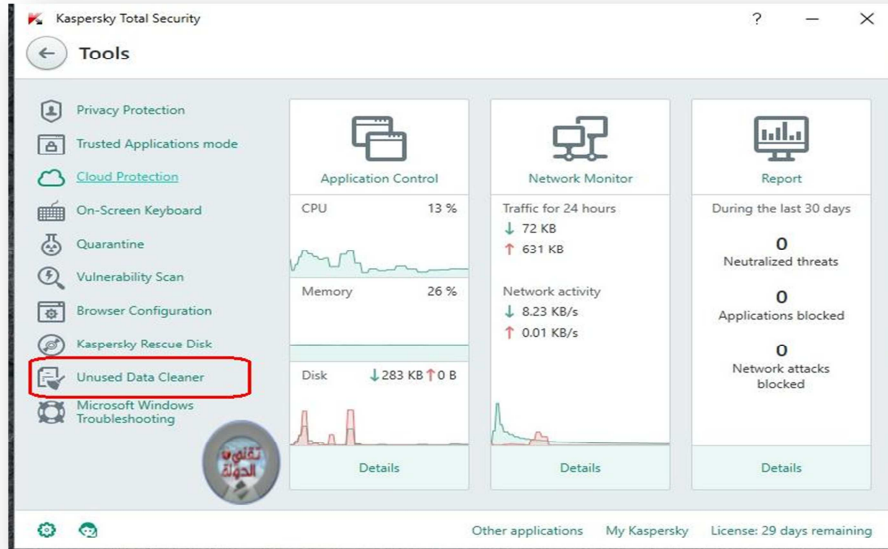 Kaspersky Total Security
?
Tools
Privacy Protection
Trusted Applications mode
Cloud Protection
On-Screen Keyboard
Quarantine
Vulnerability Scan
Browser Configuration
Kaspersky Rescue Disk
Unused Data Cleaner
Microsoft Windows
Troubleshooting
Application Control
CPU 13 %
Memory 26 %
Disk ↓283 KB ↑0 B
Details
Network Monitor
Traffic for 24 hours
↓ 72 KB
↑ 631 KB
Network activity
↓ 8.23 KB/s
↑ 0.01 KB/s
Details
Report
During the last 30 days
0
Neutralized threats
0
Applications blocked
0
Network attacks
blocked
Details
تقني
الدولة
Other applications My Kaspersky License: 29 days remaining